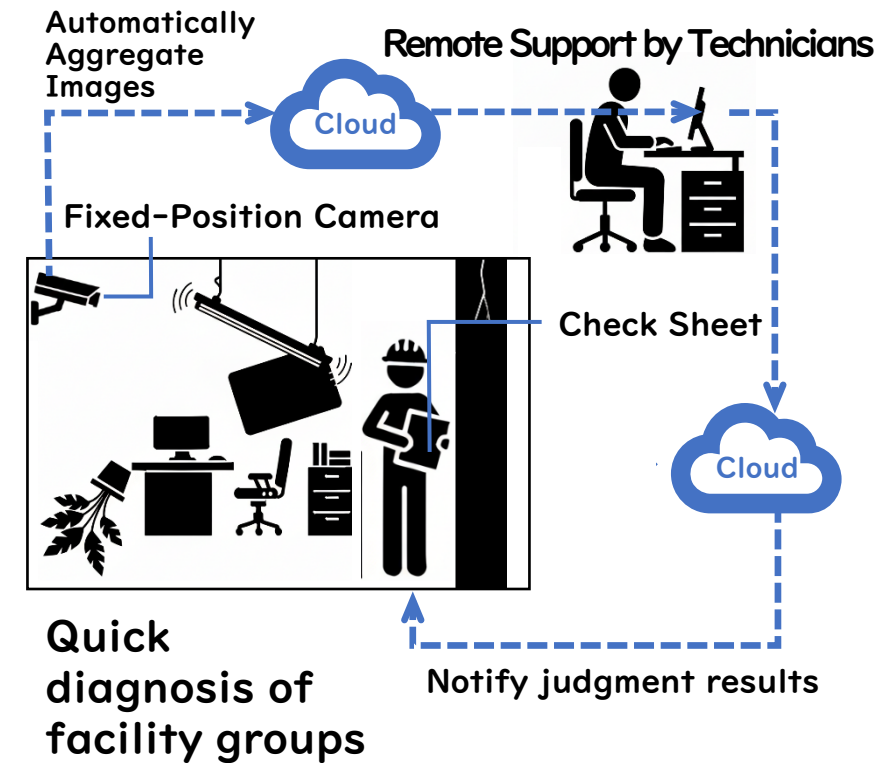 Automatically
Aggregate
Images
Remote Support by Technicians
Cloud
Fixed-Position Camera
Check Sheet
Cloud
Quick
diagnosis of
facility groups
Notify judgment results